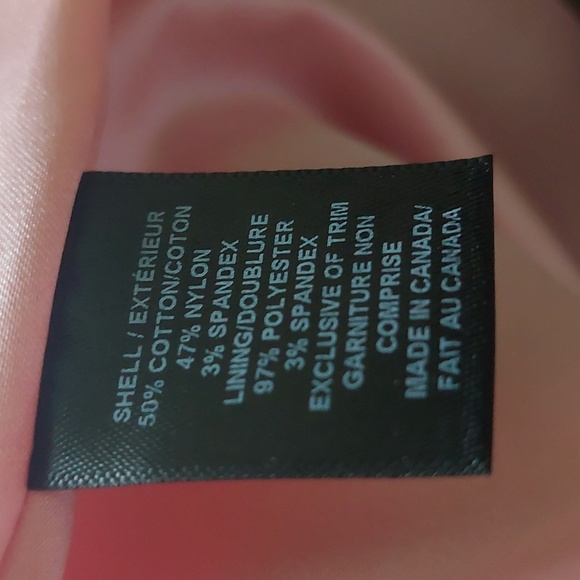 SHELL / EXTÉRIEUR
50% COTTON/COTON
47% NYLON
3% SPANDEX
LINING/DOUBLURE
97% POLYESTER
3% SPANDEX
EXCLUSIVE OF TRIM
GARNITURE NON
COMPRISE
MADE IN CANADA/
FAIT AU CANADA